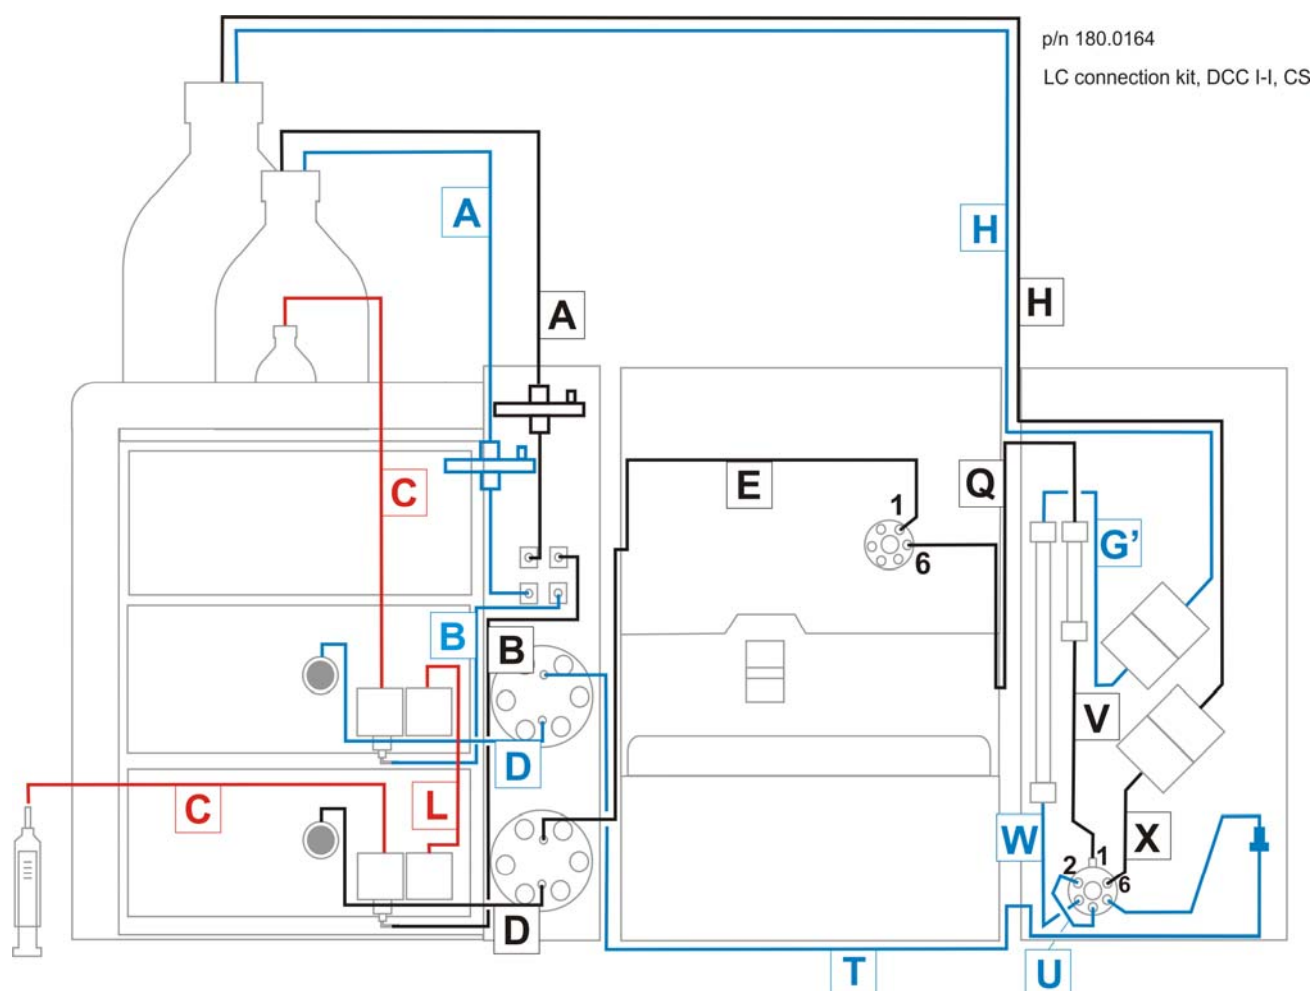 p/n 180.0164
LC connection kit, DCC I-I, CS
A
H
H
A
C
E
Q
1
G’
6
B
B
V
D
L
C
W
X
2
1
6
D
T
U